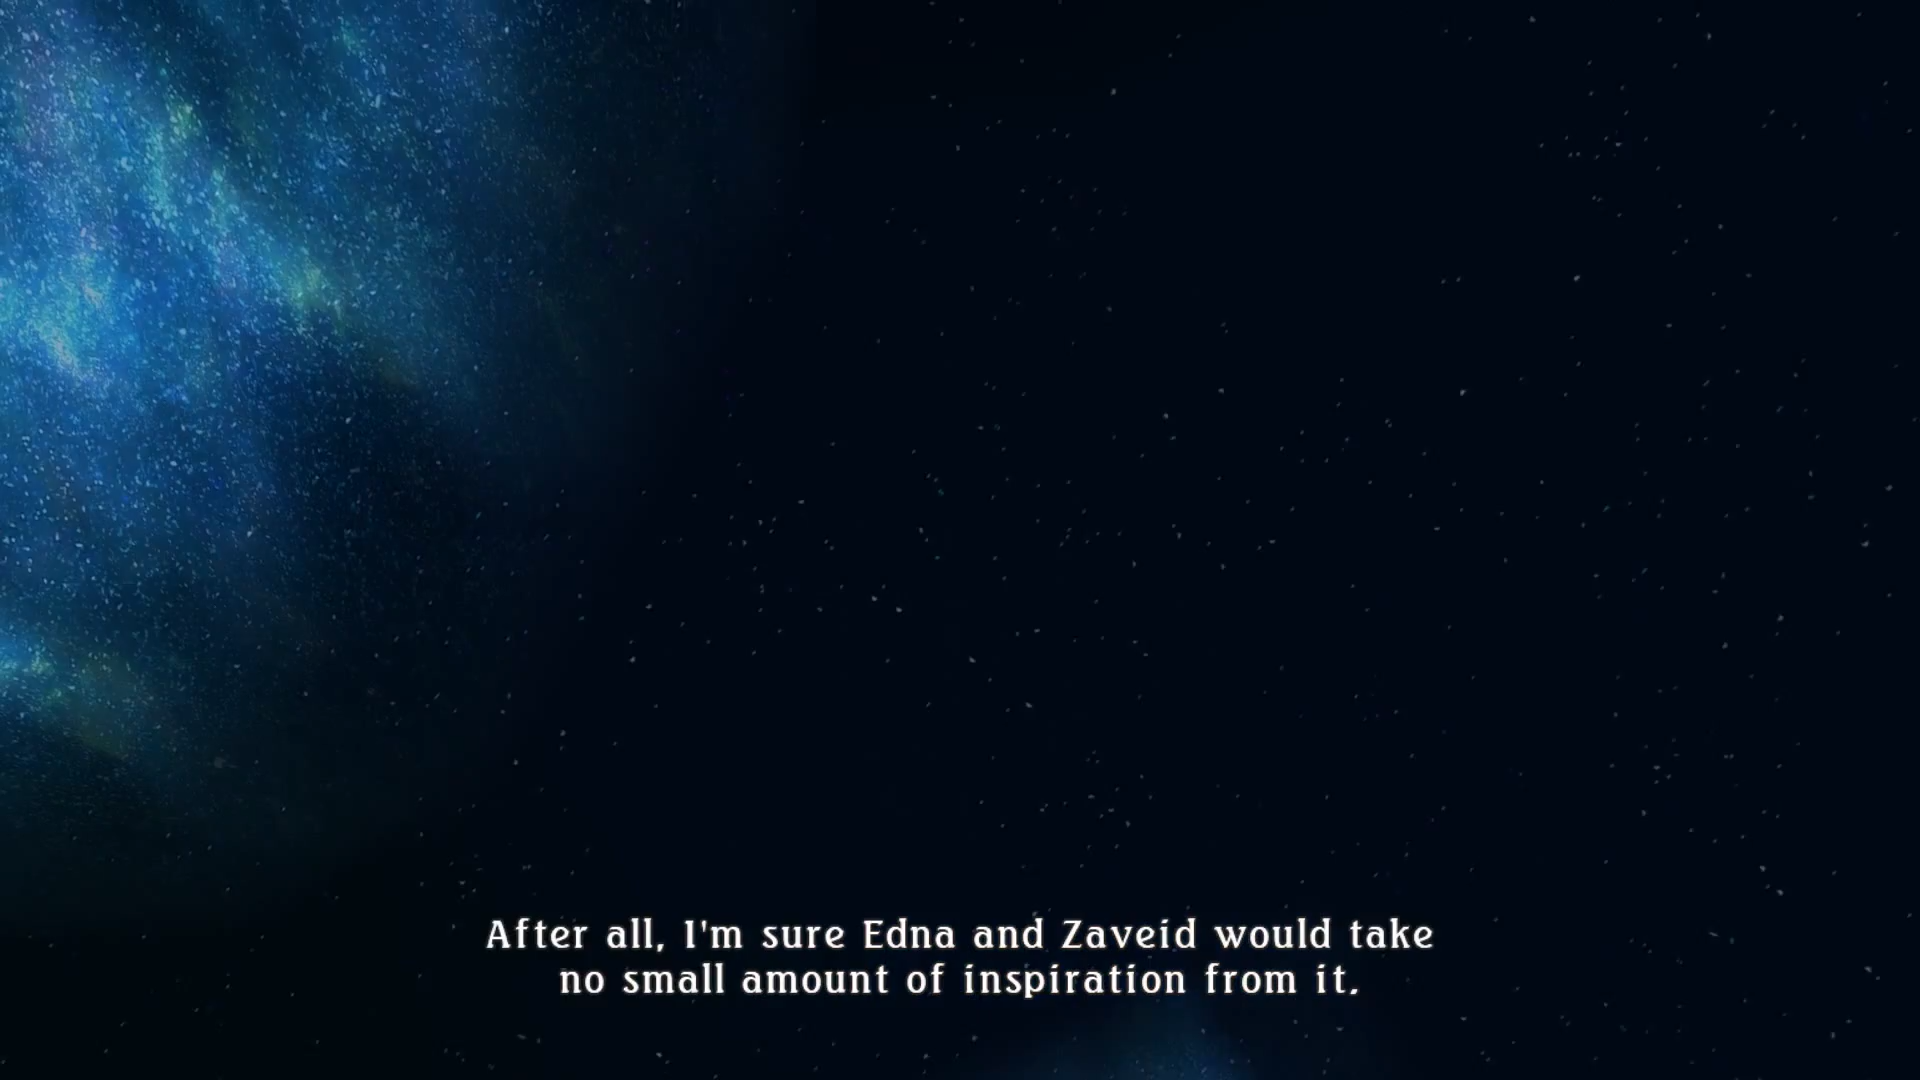 After all, I'm sure Edna and Zaveid would take
no small amount of inspiration from it.